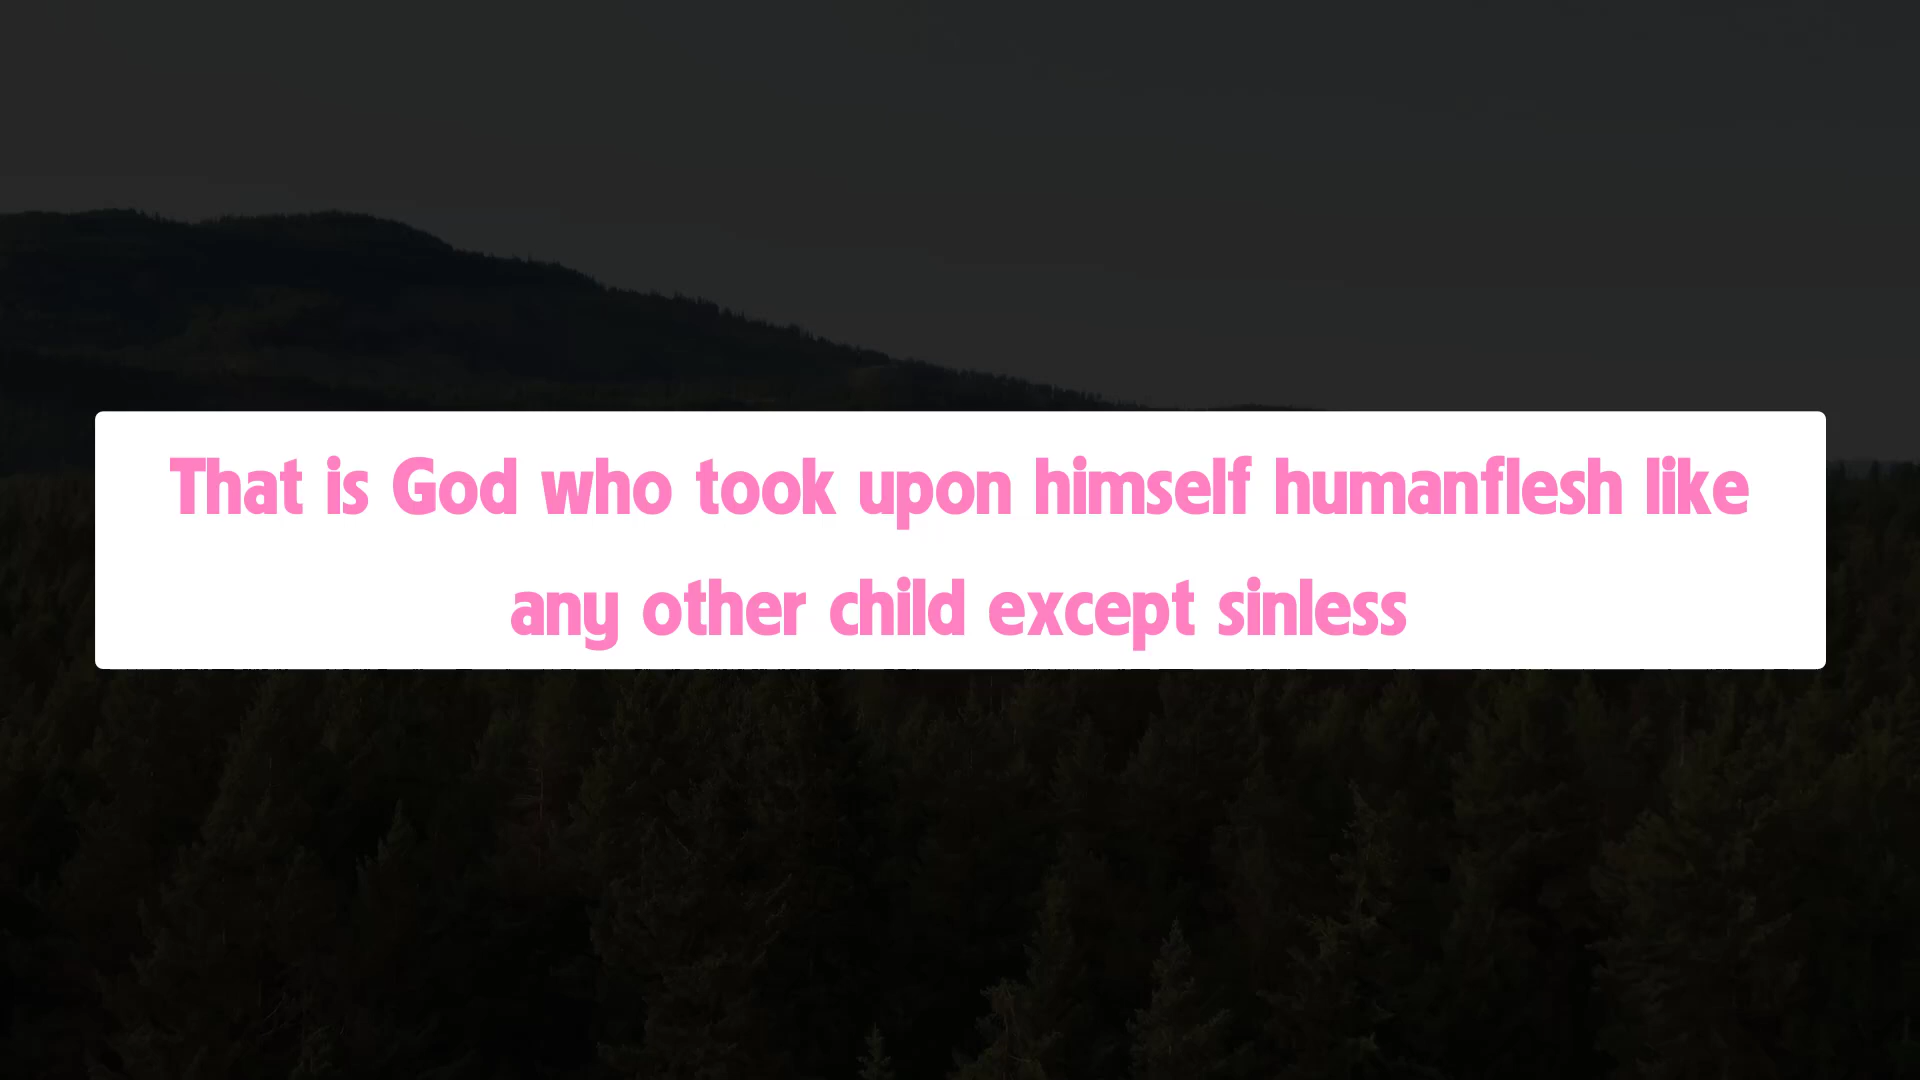 That is God who took upon himself humanflesh like
any other child except sinless